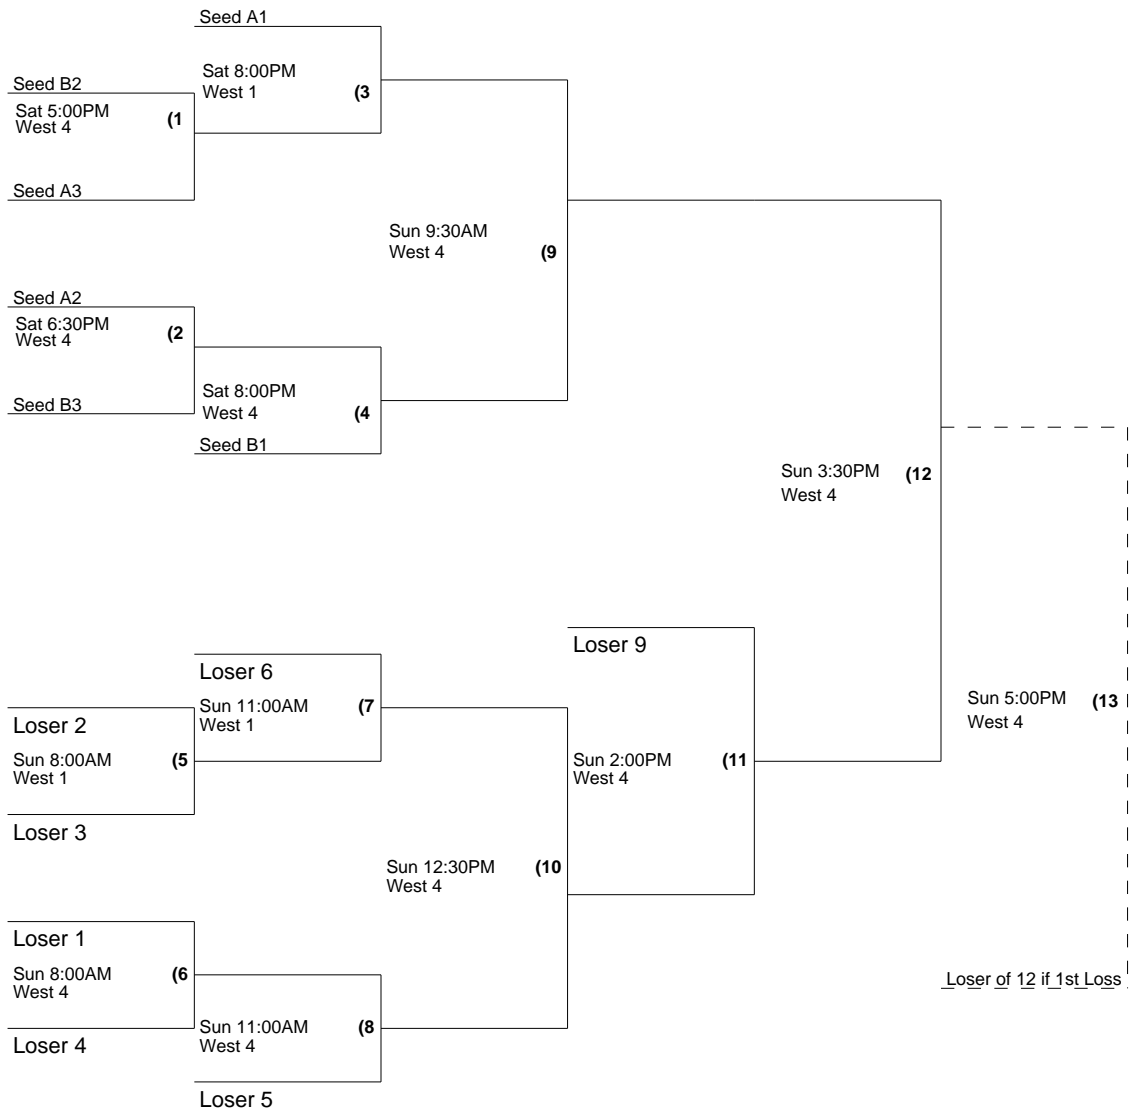 Seed A1
Sat 8:00PM
West 1
(3
Seed B2
Sat 5:00PM
West 4
(1
Seed A3
Sun 9:30AM
West 4
(9
Seed A2
Sat 6:30PM
West 4
(2
Seed B3
Sat 8:00PM
West 4
(4
Seed B1
Sun 3:30PM
West 4
(12
Loser 9
Loser 6
Sun 11:00AM
West 1
(7
Loser 2
Sun 8:00AM
West 1
(5
Loser 3
Sun 2:00PM
West 4
(11
Sun 5:00PM
West 4
(13
Sun 12:30PM
West 4
(10
Loser 1
Sun 8:00AM
West 4
(6
Loser 4
Sun 11:00AM
West 4
(8
Loser 5
Loser of 12 if 1st Loss